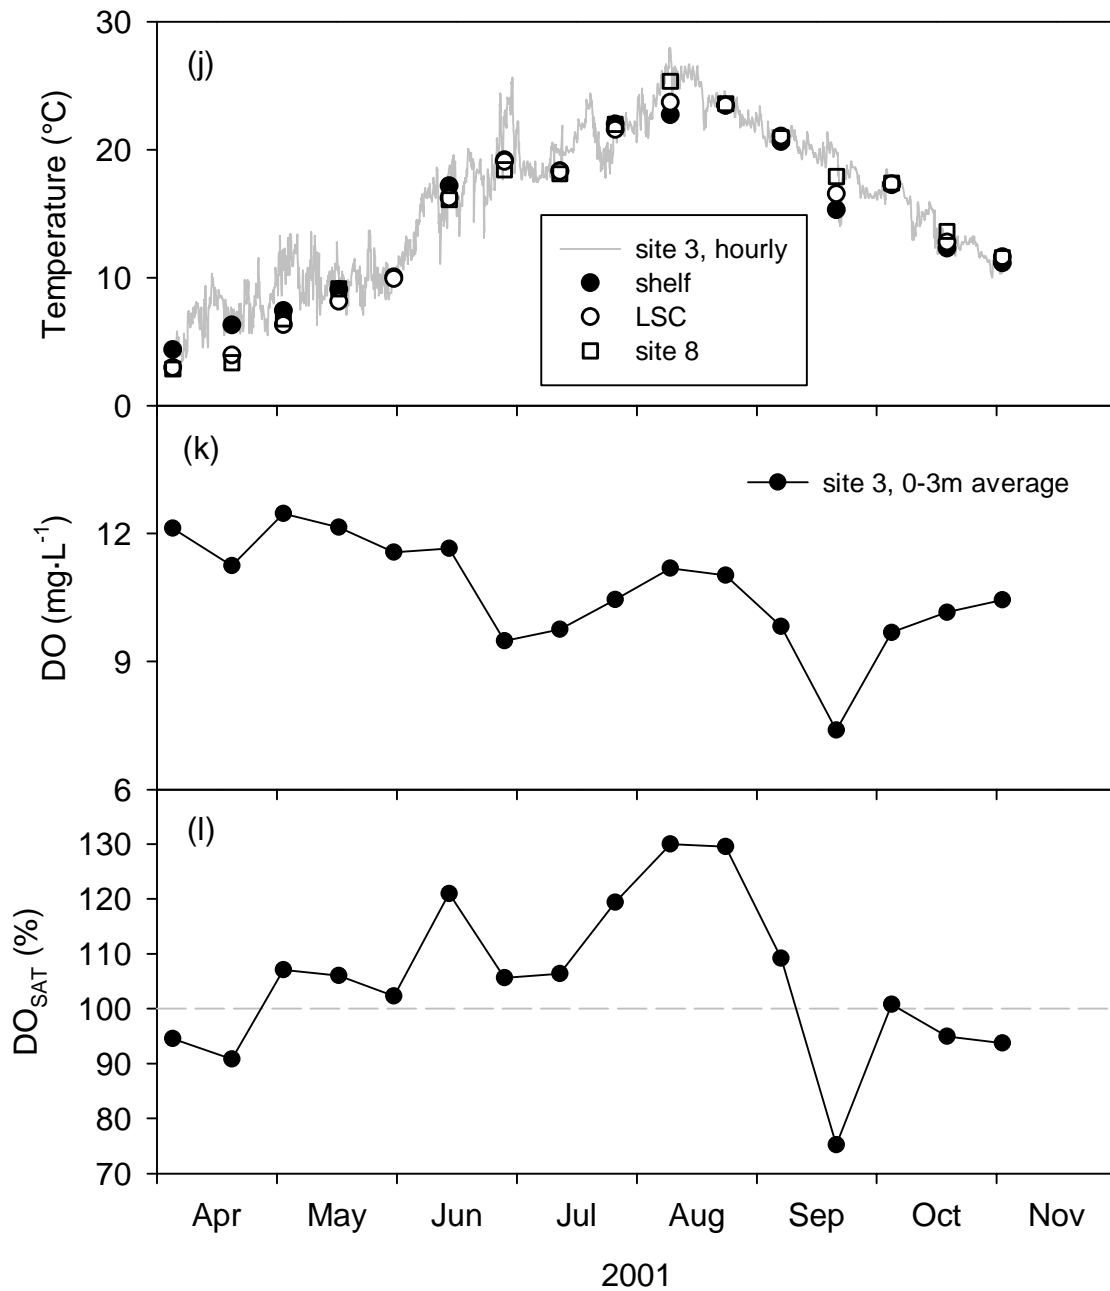 30
(j)
20
Temperature (°C)
10
0
site 3, hourly
shelf
LSC
site 8
(k)
site 3, 0-3m average
12
DO (mg·L-1)
9
6
(l)
130
120
110
DOSAT (%)
100
90
80
70
Apr May Jun Jul Aug Sep Oct Nov
2001